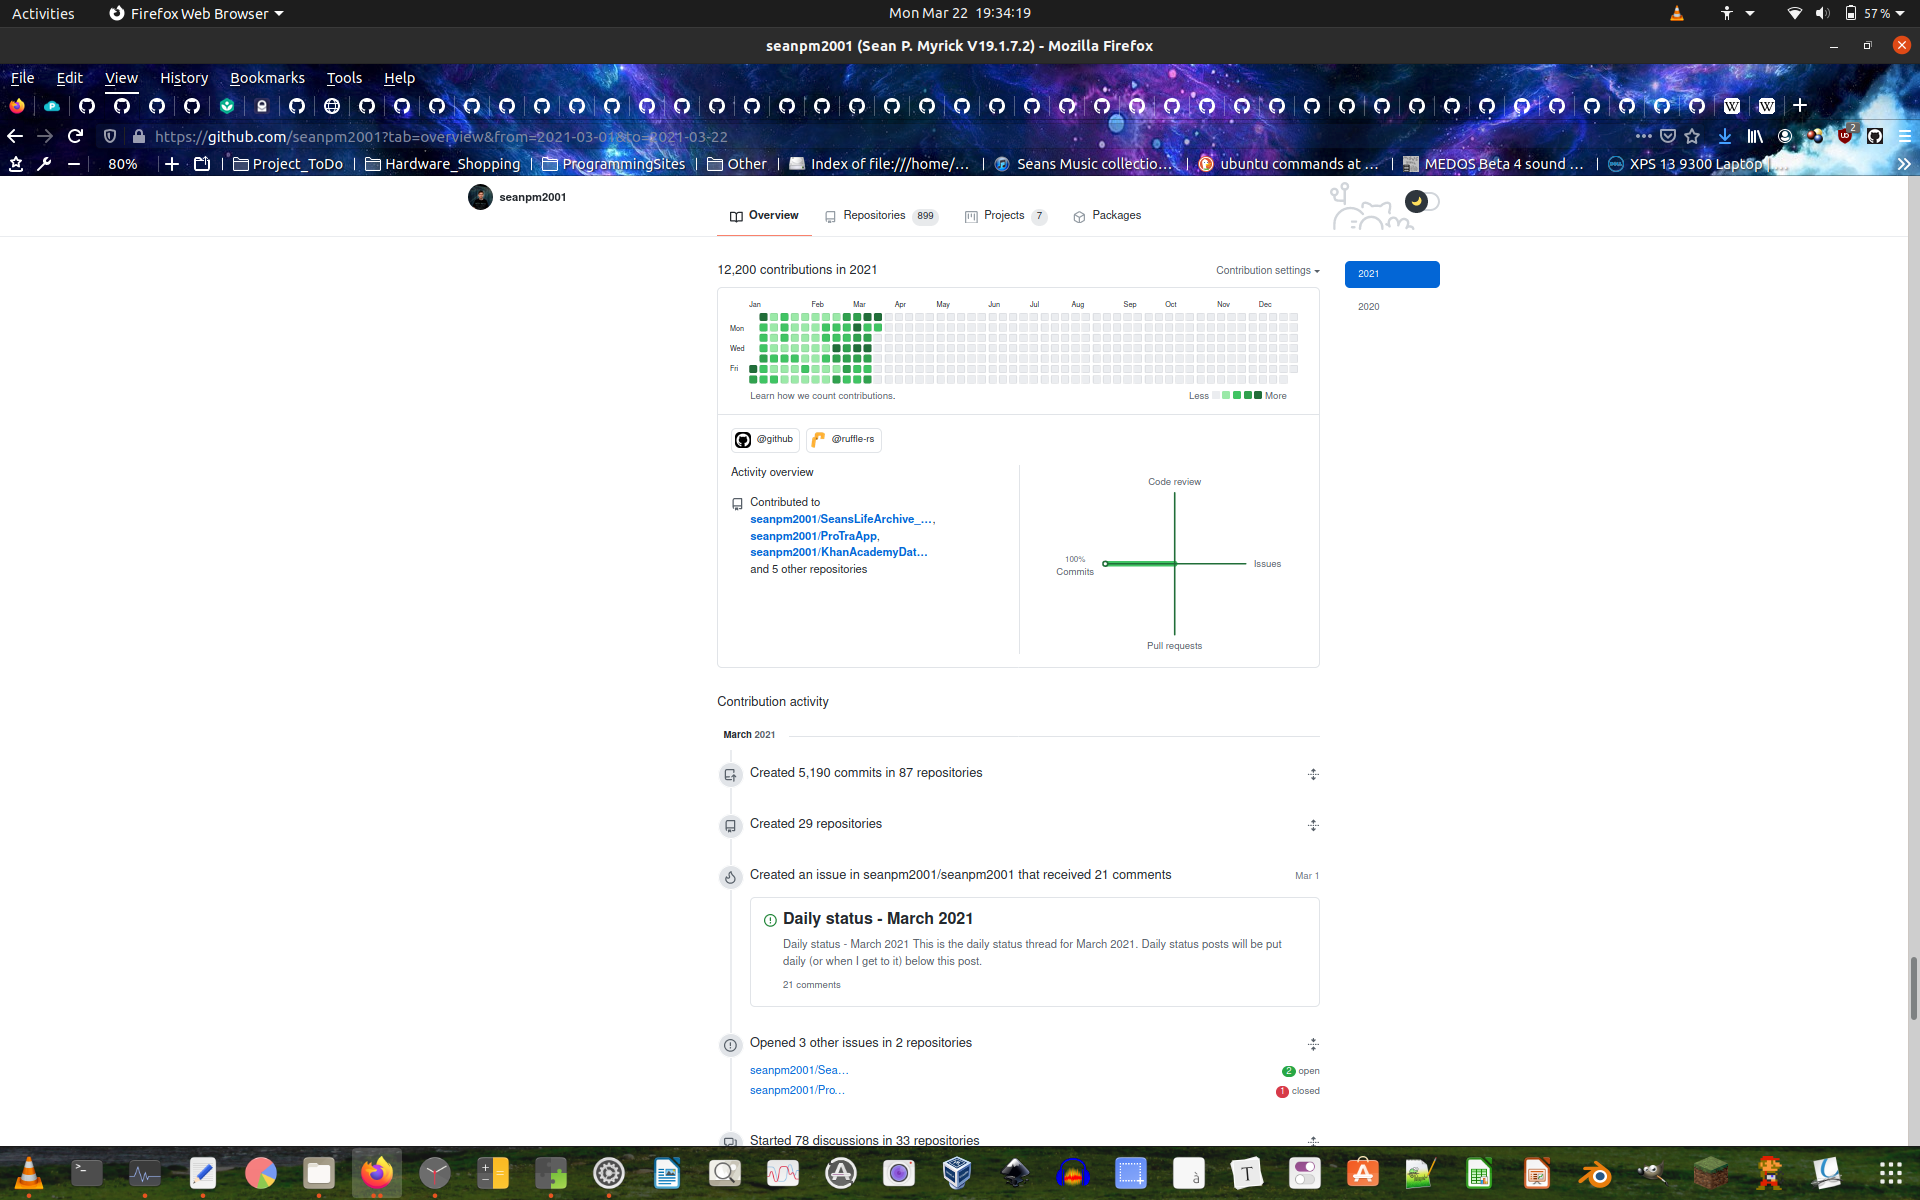 Activities Firefox Web Browser Mon Mar 22 19:34:19 57 %
seanpm2001 (Sean P. Myrick V19.1.7.2) - Mozilla Firefox
File Edit View History Bookmarks Tools Help
https://github.com/seanpm2001?tab=overview&from=2021-03-01&to=2021-03-22 2
80% Project_ToDo Hardware_Shopping ProgrammingSites Other Index of file:///home/... Seans Music collectio... ubuntu commands at ... MEDOS Beta 4 sound ... XPS 13 9300 Laptop |...
seanpm2001
Overview Repositories 899 Projects 7 Packages
12,200 contributions in 2021 Contribution settings 2021
2020
Jan Feb Mar Apr May Jun Jul Aug Sep Oct Nov Dec
Mon
Wed
Fri
Learn how we count contributions. Less More
@github @ruffle-rs
Activity overview
Contributed to
seanpm2001/SeansLifeArchive_...,
seanpm2001/ProTraApp,
seanpm2001/KhanAcademyDat...
and 5 other repositories
Code review
100%
Commits Issues
Pull requests
Contribution activity
March 2021
Created 5,190 commits in 87 repositories
Created 29 repositories
Created an issue in seanpm2001/seanpm2001 that received 21 comments Mar 1
Daily status - March 2021
Daily status - March 2021 This is the daily status thread for March 2021. Daily status posts will be put
daily (or when I get to it) below this post.
21 comments
Opened 3 other issues in 2 repositories
seanpm2001/Sea... 2 open
seanpm2001/Pro... 1 closed
Started 78 discussions in 33 repositories